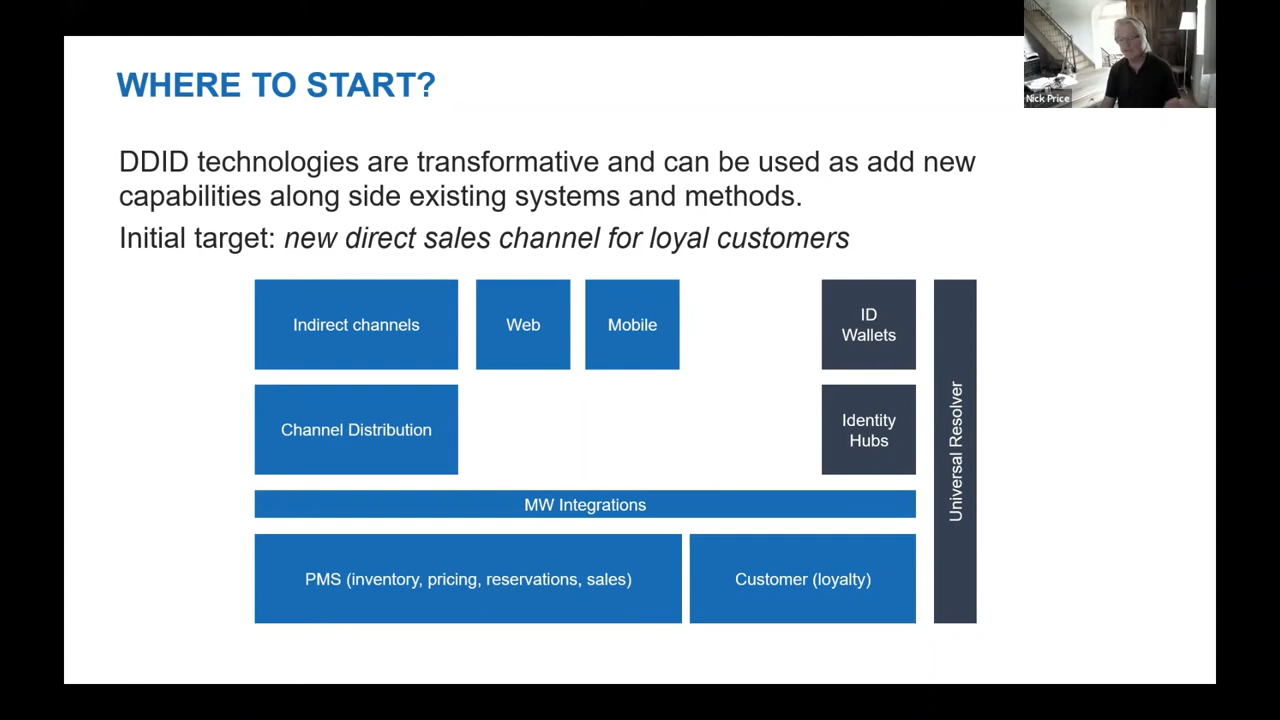 WHERE TO START?
Nick Price
DDID technologies are transformative and can be used as add new
capabilities along side existing systems and methods.
Initial target: new direct sales channel for loyal customers
Indirect channels
Web
Mobile
ID
Wallets
Channel Distribution
Identity
Hubs
Universal Resolver
MW Integrations
PMS (inventory, pricing, reservations, sales)
Customer (loyalty)